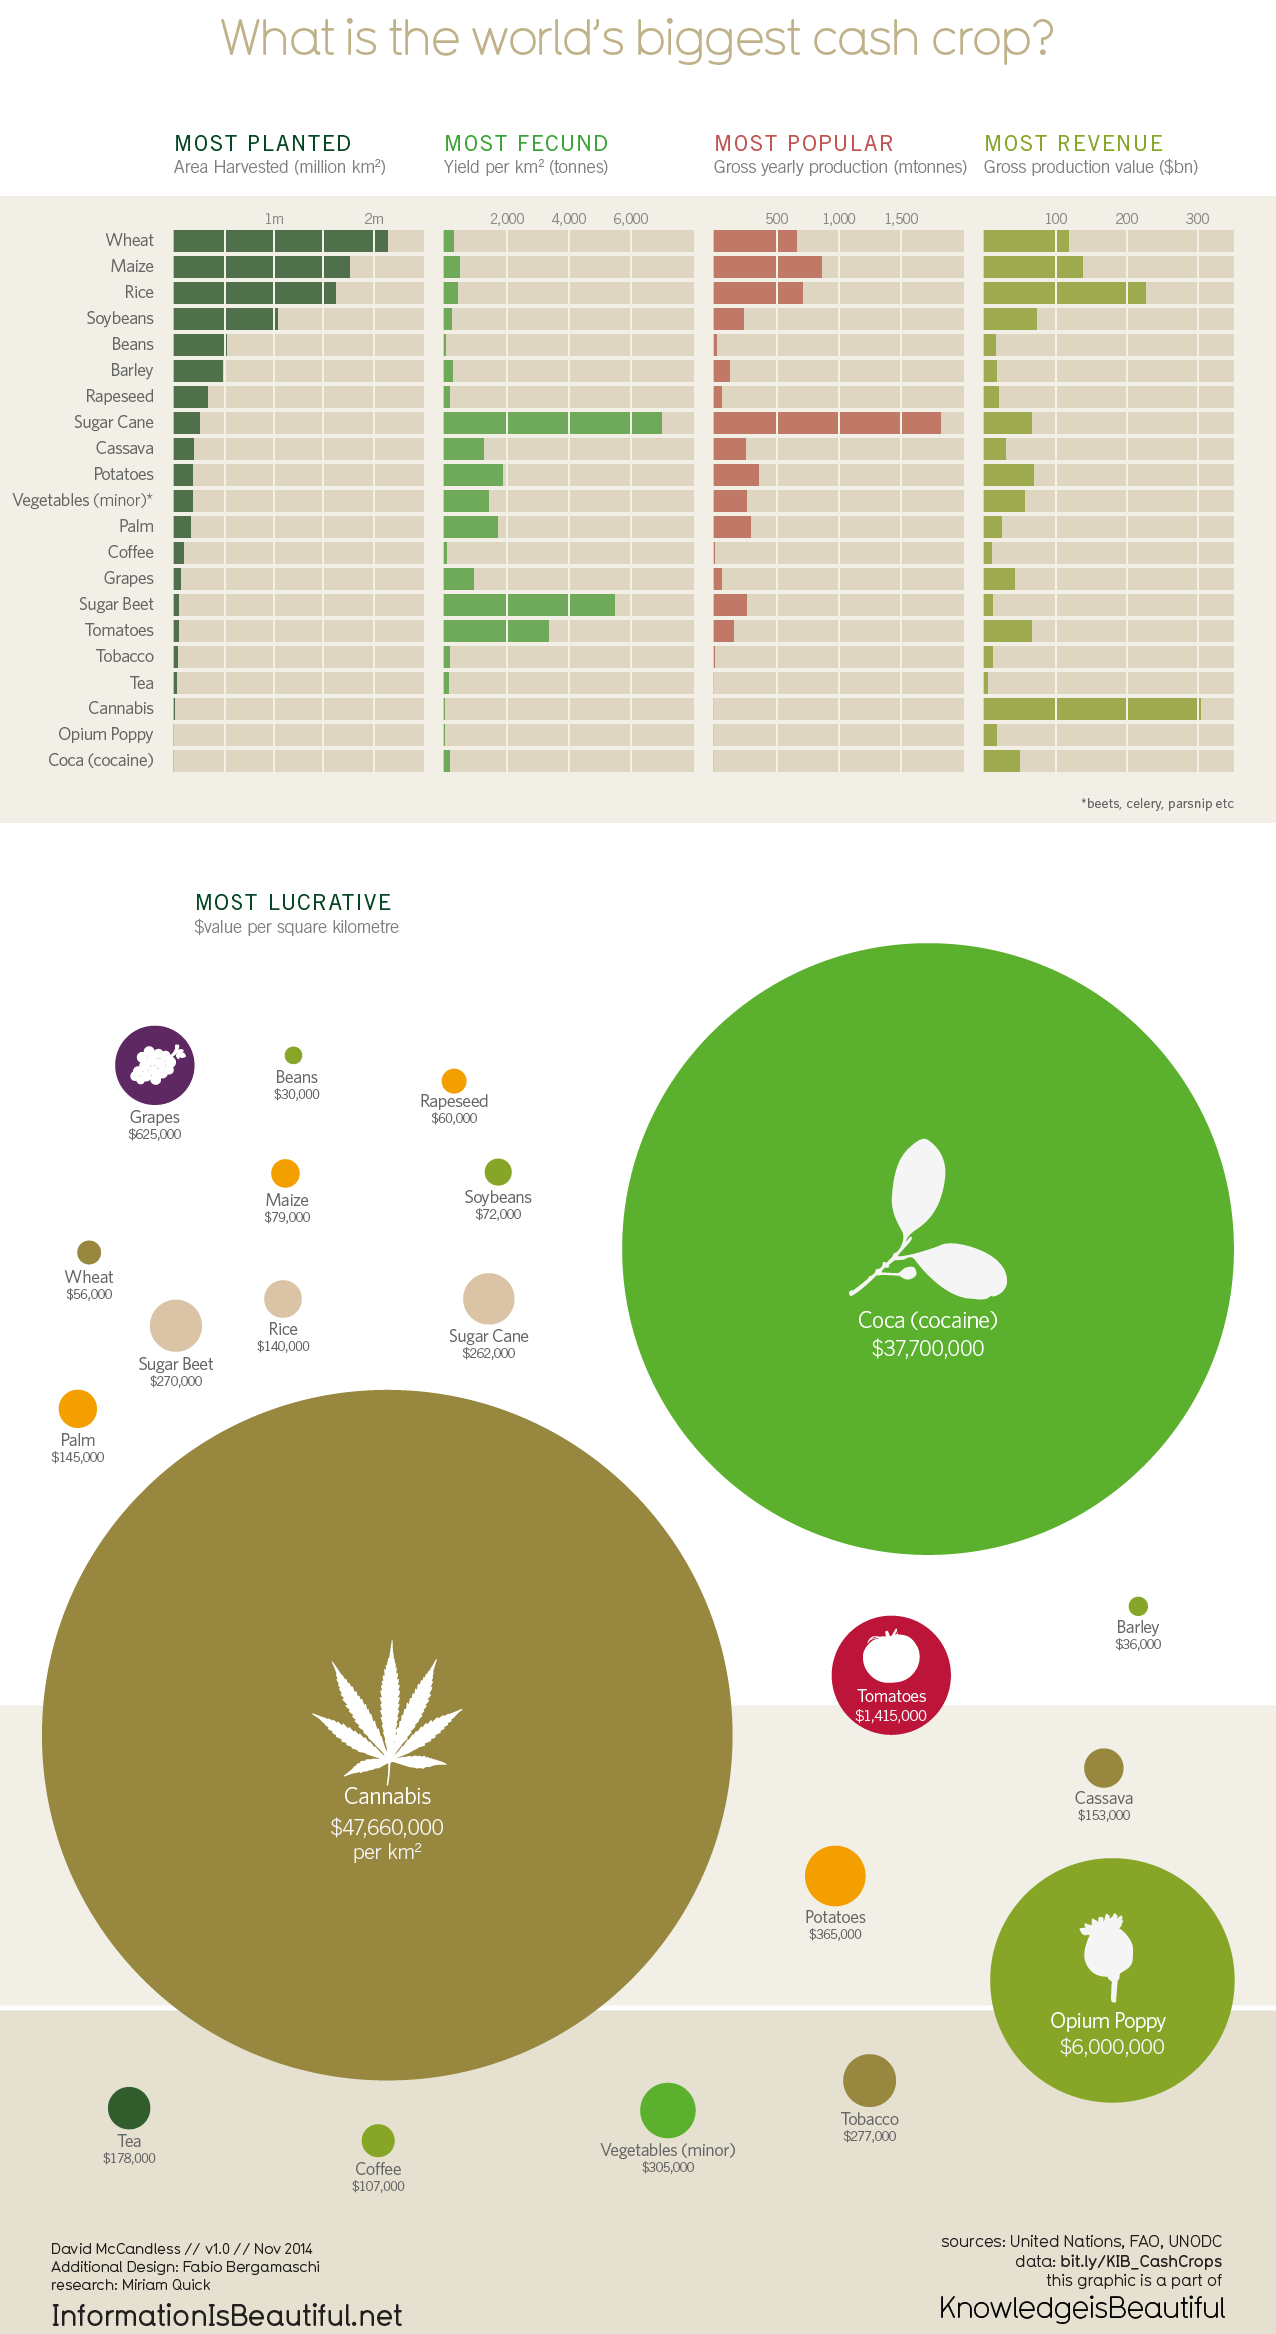 What is the world's biggest cash crop?
MOST PLANTED
Area Harvested (million km²)
MOST FECUND
Yield per km² (tonnes)
MOST POPULAR
Gross yearly production (mtonnes)
MOST REVENUE
Gross production value ($bn)
1m 2m
2,000 4,000 6,000
500 1,000 1,500
100 200 300
Wheat
Maize
Rice
Soybeans
Beans
Barley
Rapeseed
Sugar Cane
Cassava
Potatoes
Vegetables (minor)*
Palm
Coffee
Grapes
Sugar Beet
Tomatoes
Tobacco
Tea
Cannabis
Opium Poppy
Coca (cocaine)
*beets, celery, parsnip etc
MOST LUCRATIVE
$value per square kilometre
Grapes
$625,000
Beans
$30,000
Rapeseed
$60,000
Maize
$79,000
Soybeans
$72,000
Wheat
$56,000
Sugar Beet
$270,000
Rice
$140,000
Sugar Cane
$262,000
Coca (cocaine)
$37,700,000
Palm
$145,000
Barley
$36,000
Tomatoes
$1,415,000
Cannabis
$47,660,000
per km²
Cassava
$153,000
Potatoes
$365,000
Opium Poppy
$6,000,000
Tea
$178,000
Coffee
$107,000
Vegetables (minor)
$305,000
Tobacco
$277,000
David McCandless // v1.0 // Nov 2014
Additional Design: Fabio Bergamaschi
research: Miriam Quick
InformationIsBeautiful.net
sources: United Nations, FAO, UNODC
data: bit.ly/KIB_CashCrops
this graphic is a part of
KnowledgeisBeautiful